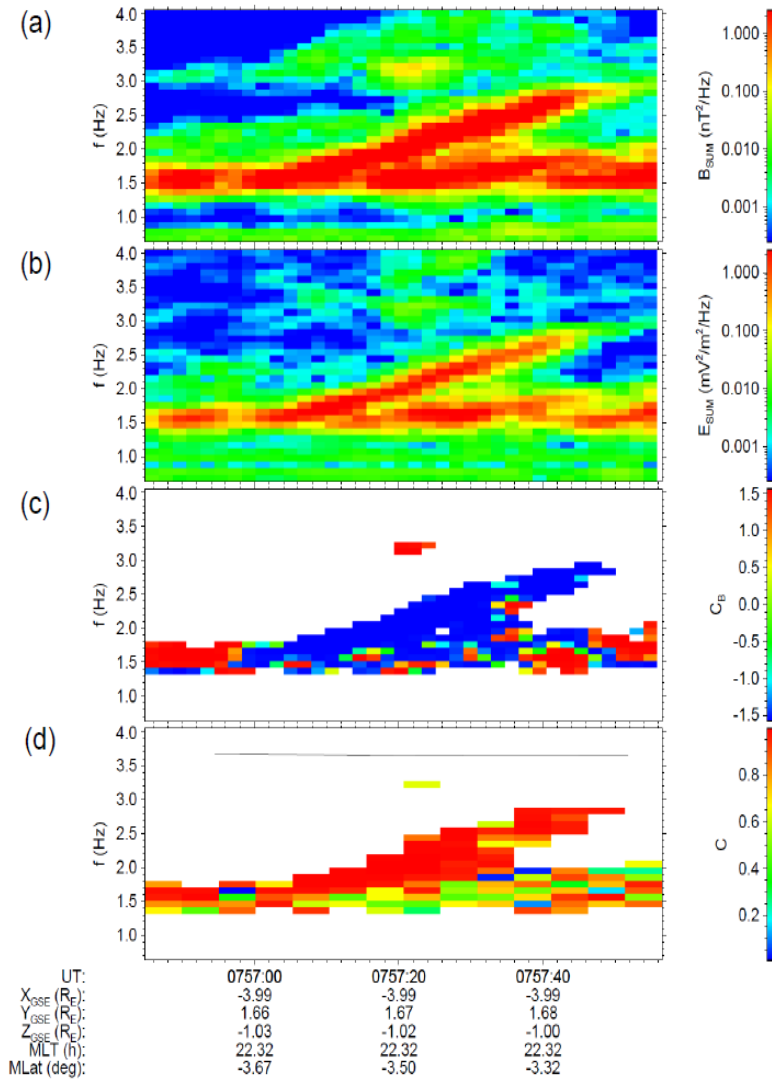 (a)
4.0
3.5
3.0
2.5
2.0
1.5
1.0
f (Hz)
1.000
0.100
0.010
0.001
B_SUM (nT²/Hz)
(b)
4.0
3.5
3.0
2.5
2.0
1.5
1.0
f (Hz)
1.000
0.100
0.010
0.001
E_SUM (mV²/m²/Hz)
(c)
4.0
3.5
3.0
2.5
2.0
1.5
1.0
f (Hz)
1.5
1.0
0.5
0.0
-0.5
-1.0
-1.5
C_B
(d)
4.0
3.5
3.0
2.5
2.0
1.5
1.0
f (Hz)
0.8
0.6
0.4
0.2
C
UT: 0757:00 0757:20 0757:40
X_GSE (R_E): -3.99 -3.99 -3.99
Y_GSE (R_E): 1.66 1.67 1.68
Z_GSE (R_E): -1.03 -1.02 -1.00
MLT (h): 22.32 22.32 22.32
MLat (deg): -3.67 -3.50 -3.32